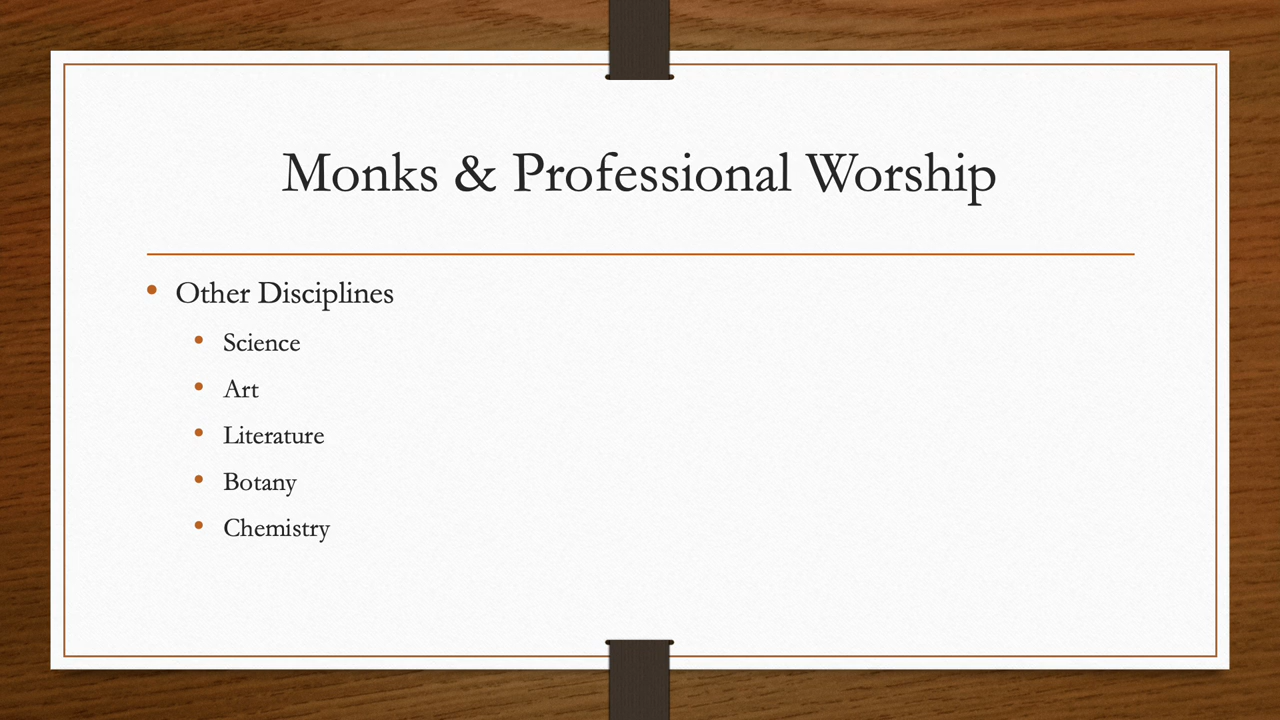 Monks & Professional Worship
Other Disciplines
Science
Art
Literature
Botany
Chemistry